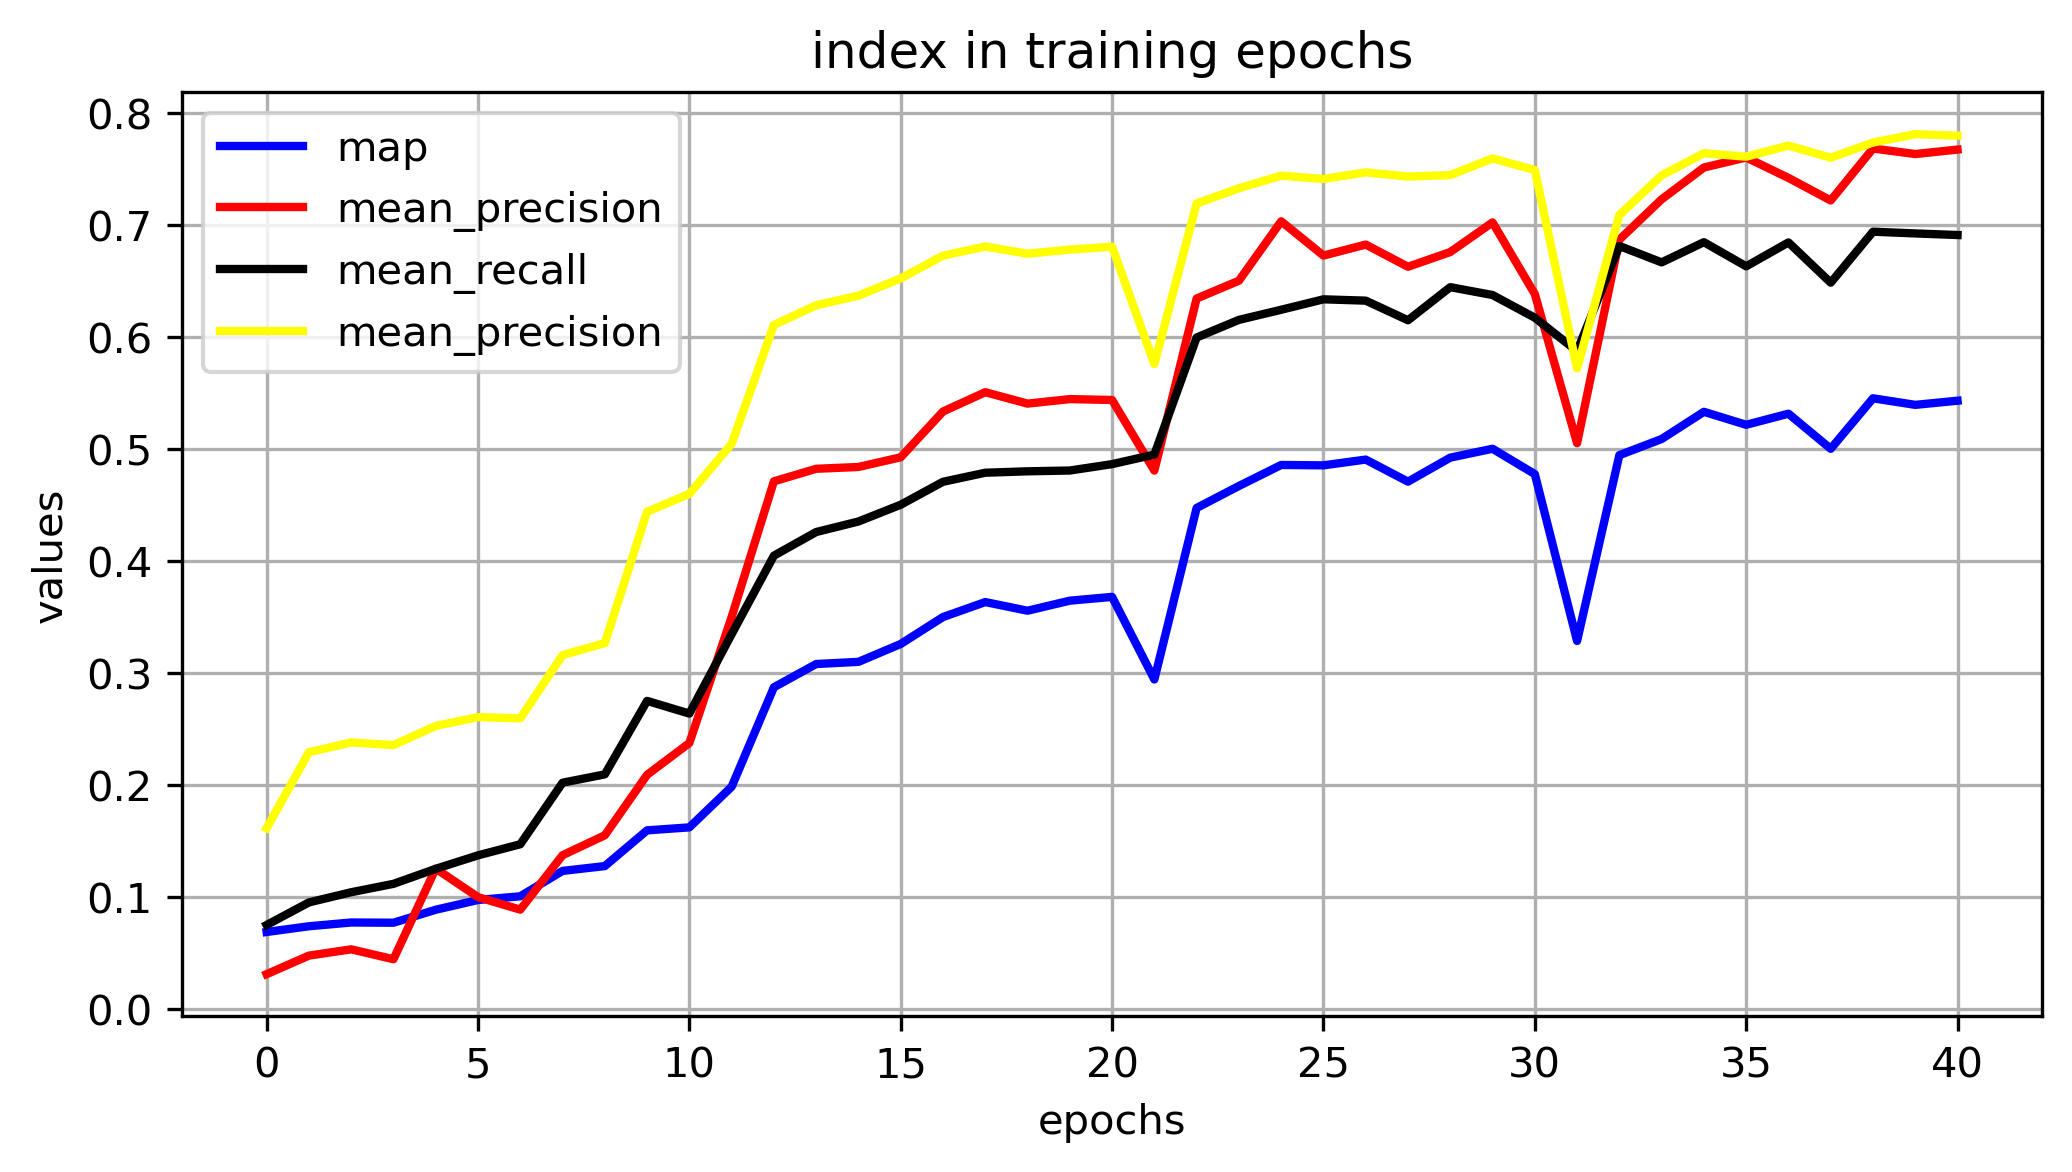 index in training epochs
map
mean_precision
mean_recall
mean_precision
values
0.8
0.7
0.6
0.5
0.4
0.3
0.2
0.1
0.0
0 5 10 15 20 25 30 35 40
epochs